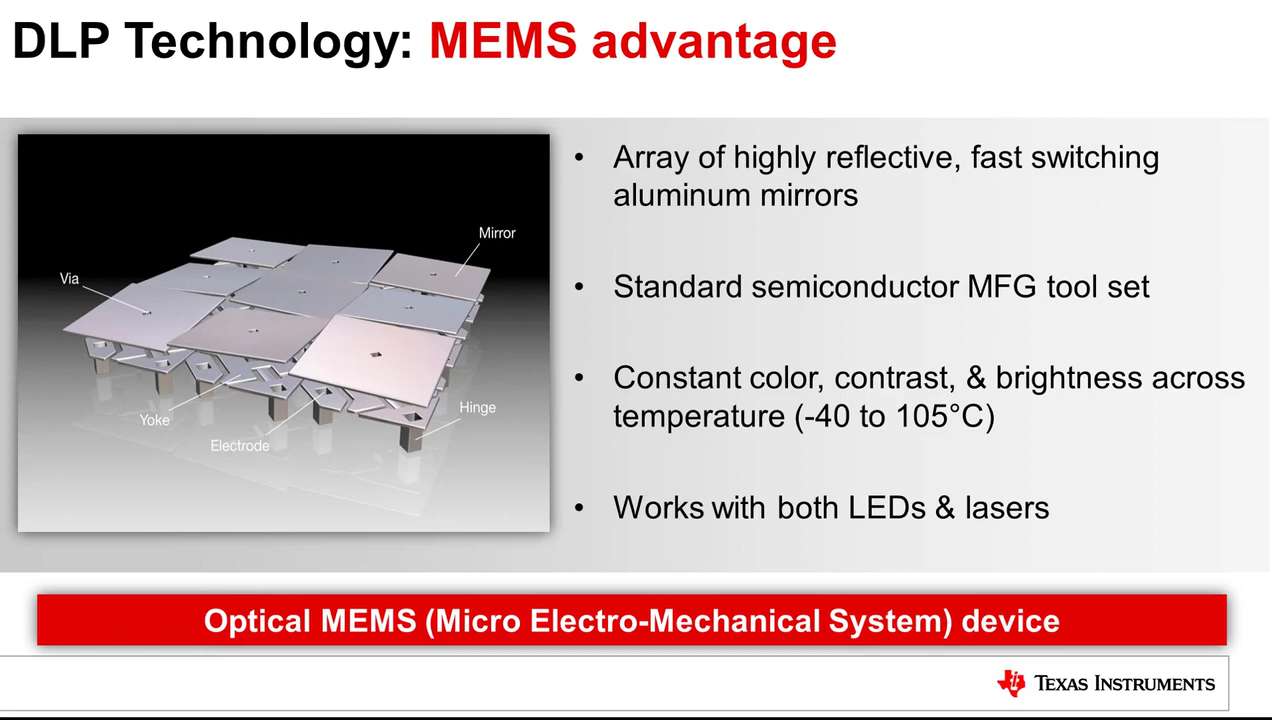 DLP Technology: MEMS advantage
Mirror
Via
Yoke
Electrode
Hinge
• Array of highly reflective, fast switching
aluminum mirrors
• Standard semiconductor MFG tool set
• Constant color, contrast, & brightness across
temperature (-40 to 105°C)
• Works with both LEDs & lasers
Optical MEMS (Micro Electro-Mechanical System) device
TEXAS INSTRUMENTS